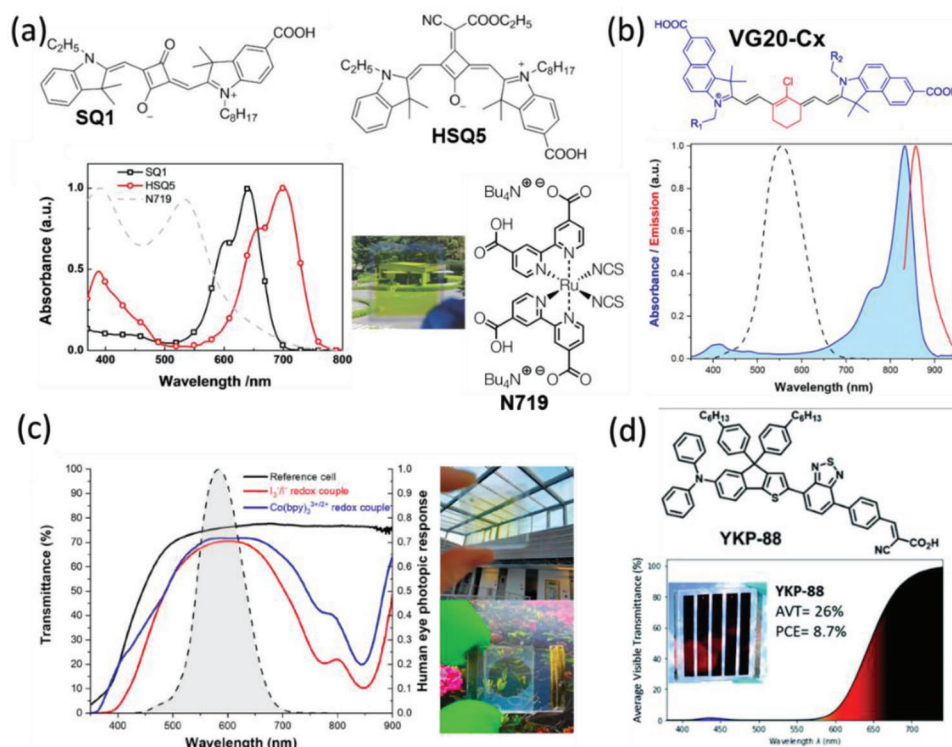 (a)
C₂H₅
N
O
COOH
N⁺
O⁻
C₈H₁₇
SQ1
CN
COOC₂H₅
C₂H₅
N
N⁺
C₈H₁₇
O⁻
HSQ5
COOH
SQ1
HSQ5
N719
Absorbance (a.u.)
1.0
0.5
0.0
400 500 600 700 800
Wavelength /nm
Bu₄N⊕ ⊖O
O
COOH
OH
N
N
NCS
Ru
NCS
N
N
OH
COOH
Bu₄N⊕ ⊖O
O
N719
(b)
VG20-Cx
HOOC
R₂
N
Cl
COOH
N⊕
R₁
Absorbance / Emission (a.u.)
1.0
0.8
0.6
0.4
0.2
0.0
400 500 600 700 800 900
Wavelength (nm)
(c)
Reference cell
I₃⁻/I⁻ redox couple
Co(bpy)₃³⁺/²⁺ redox couple
Transmittance (%)
100
90
80
70
60
50
40
30
20
10
0
Human eye photopic response
1.0
0.9
0.8
0.7
0.6
0.5
0.4
0.3
0.2
0.1
0.0
400 500 600 700 800 900
Wavelength (nm)
(d)
C₆H₁₃
C₆H₁₃
N
S
N
S
N
CO₂H
NC
YKP-88
Average Visible Transmittance (%)
100
80
60
40
20
0
YKP-88
AVT= 26%
PCE= 8.7%
400 450 500 550 600 650 700
Wavelength λ (nm)